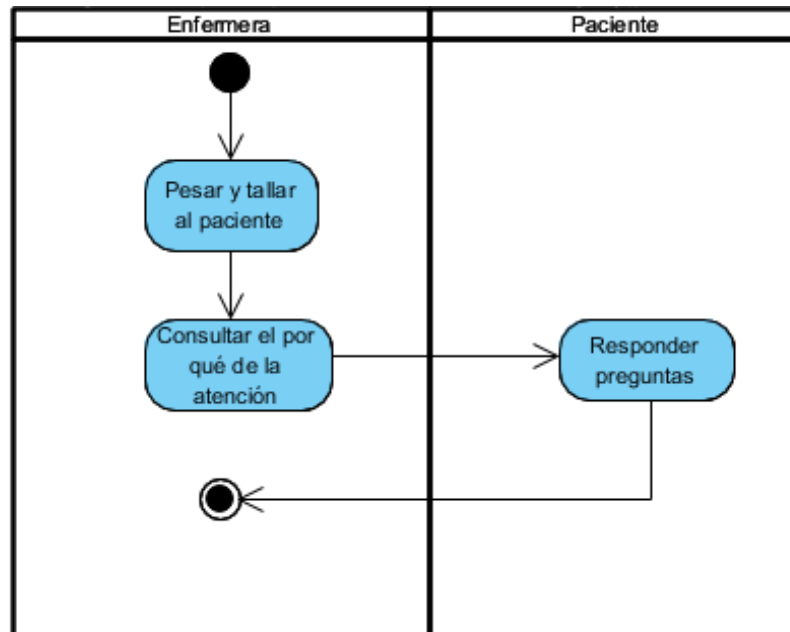 Enfermera
Paciente
Pesar y tallar
al paciente
Consultar el por
qué de la
atención
Responder
preguntas